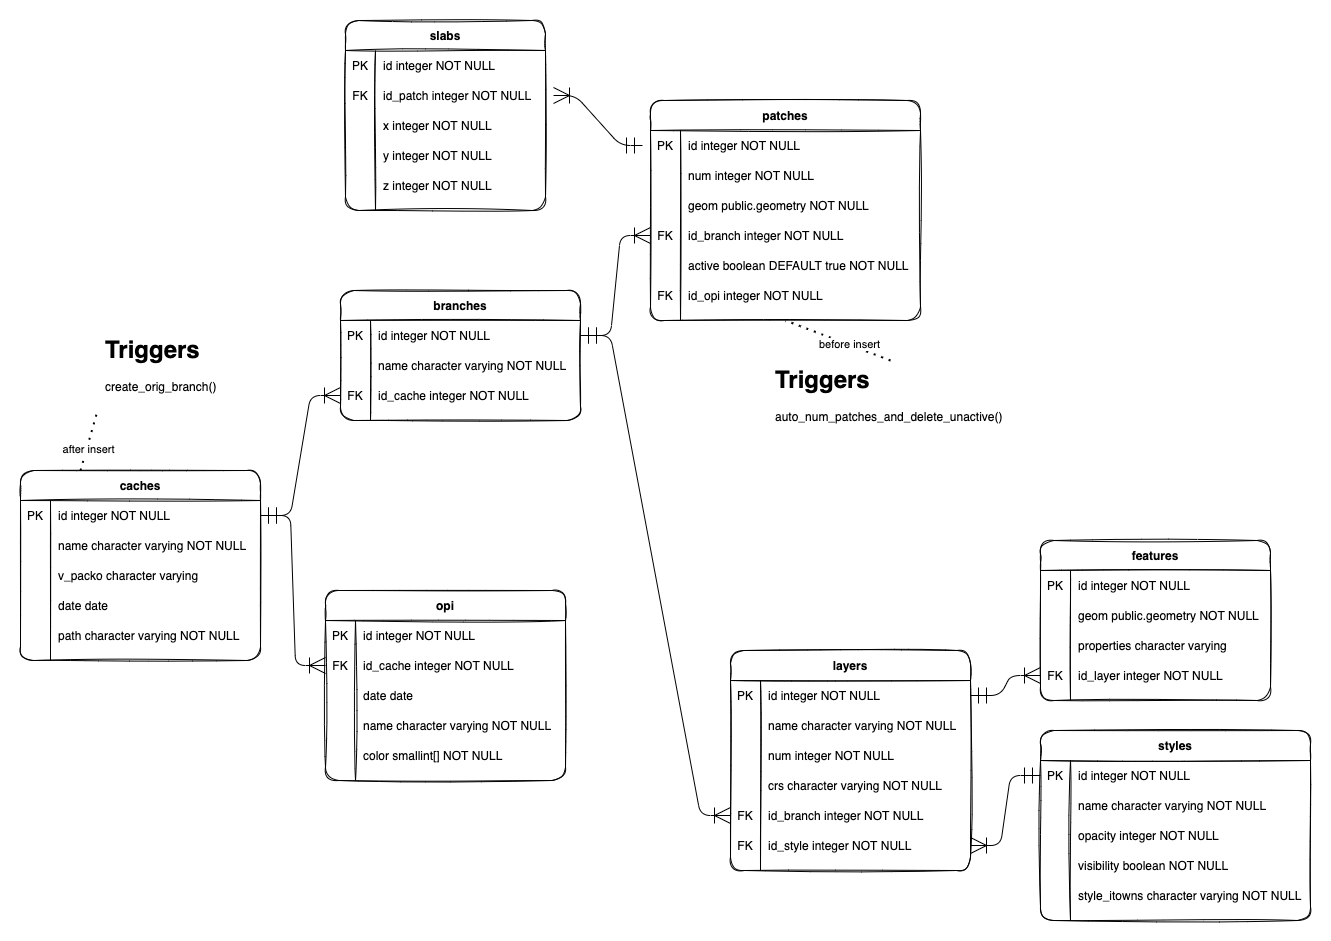 slabs
PK id integer NOT NULL
FK id_patch integer NOT NULL
x integer NOT NULL
y integer NOT NULL
z integer NOT NULL
patches
PK id integer NOT NULL
num integer NOT NULL
geom public.geometry NOT NULL
FK id_branch integer NOT NULL
active boolean DEFAULT true NOT NULL
FK id_opi integer NOT NULL
before insert
Triggers
auto_num_patches_and_delete_unactive()
branches
PK id integer NOT NULL
name character varying NOT NULL
FK id_cache integer NOT NULL
Triggers
create_orig_branch()
after insert
caches
PK id integer NOT NULL
name character varying NOT NULL
v_packo character varying
date date
path character varying NOT NULL
opi
PK id integer NOT NULL
FK id_cache integer NOT NULL
date date
name character varying NOT NULL
color smallint[] NOT NULL
layers
PK id integer NOT NULL
name character varying NOT NULL
num integer NOT NULL
crs character varying NOT NULL
FK id_branch integer NOT NULL
FK id_style integer NOT NULL
features
PK id integer NOT NULL
geom public.geometry NOT NULL
properties character varying
FK id_layer integer NOT NULL
styles
PK id integer NOT NULL
name character varying NOT NULL
opacity integer NOT NULL
visibility boolean NOT NULL
style_itowns character varying NOT NULL